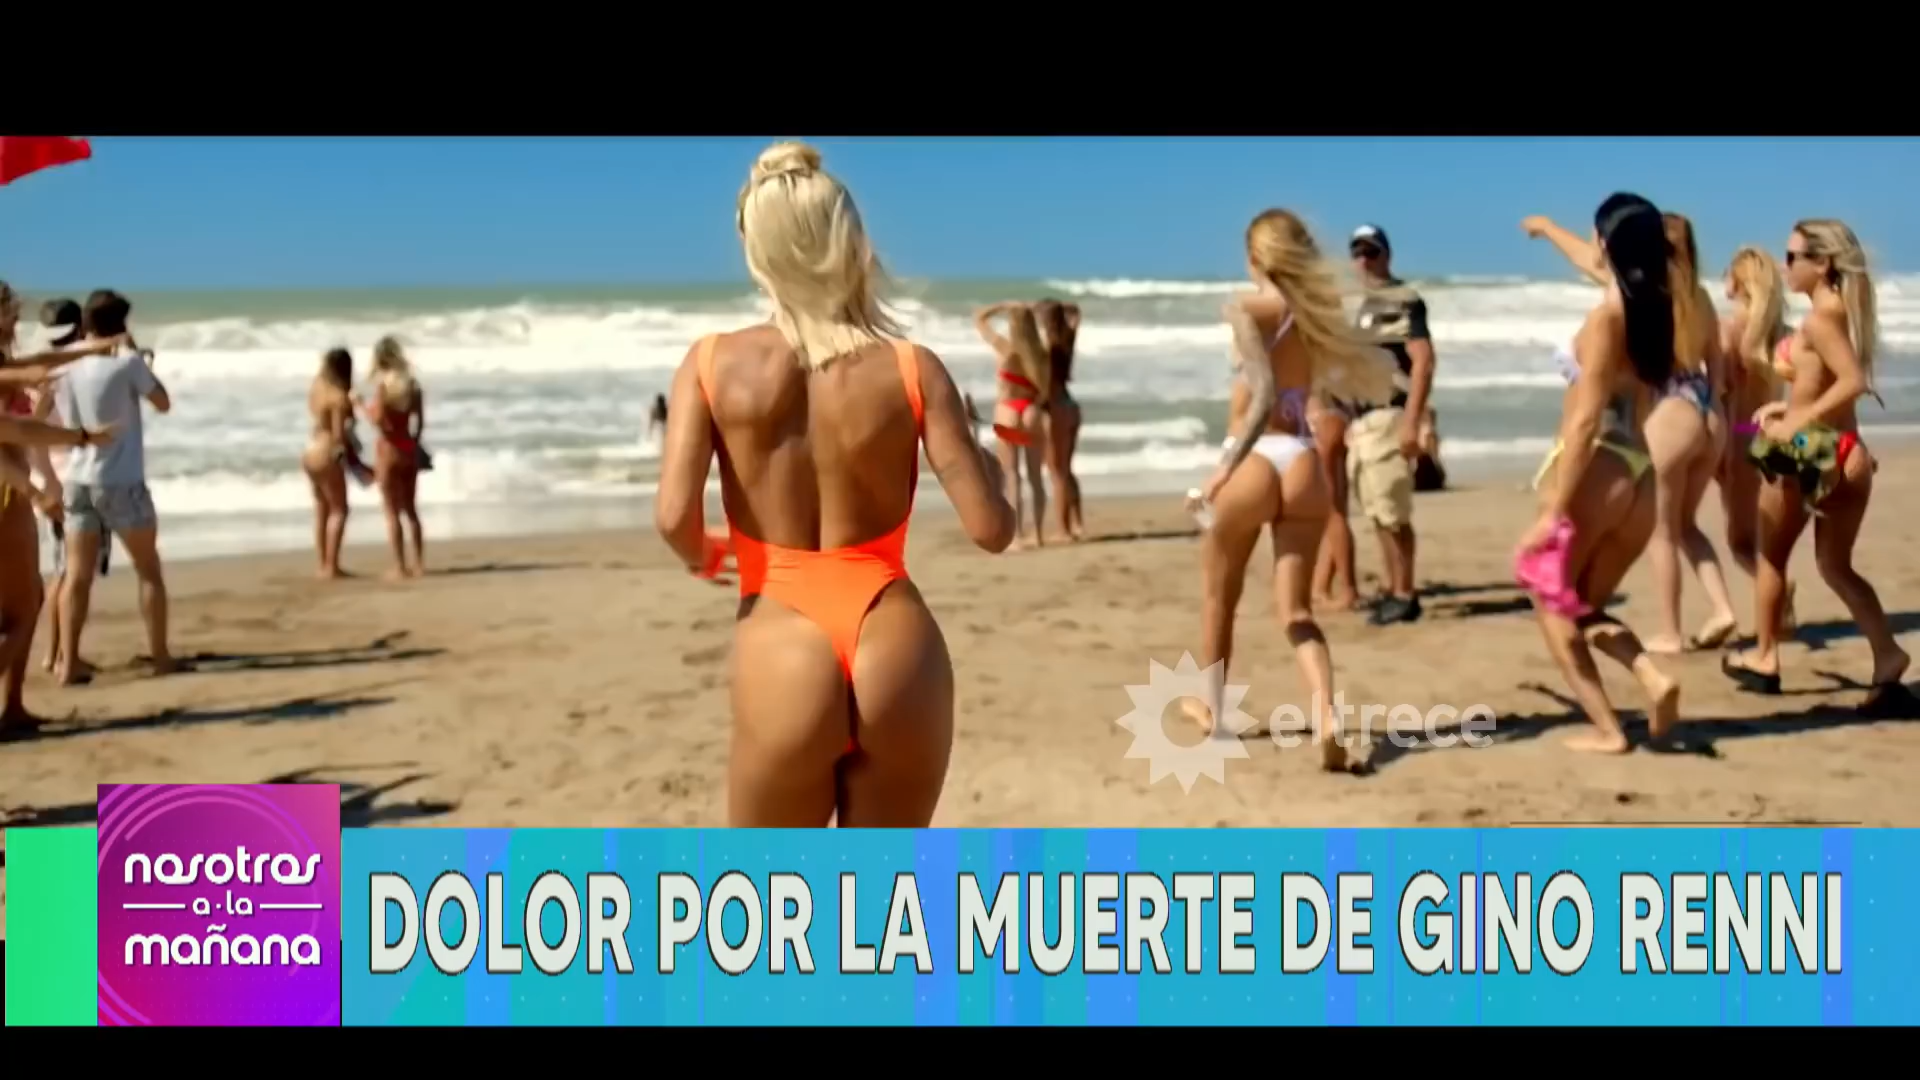 eltrece
nosotros
a·la
mañana
DOLOR POR LA MUERTE DE GINO RENNI